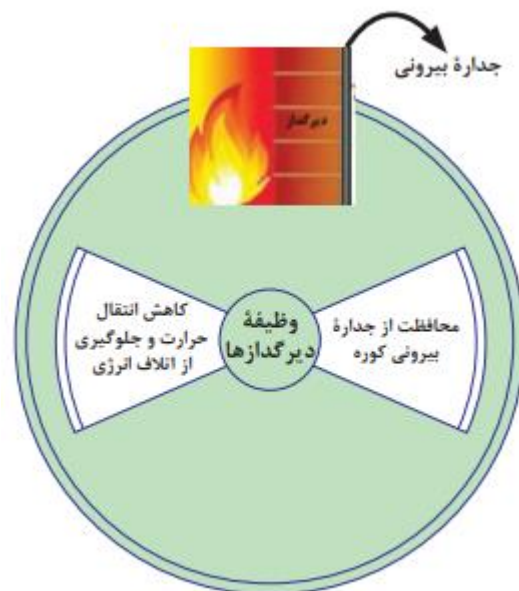 جدارهٔ بیرونی
دیرگداز
وظیفهٔ
دیرگدازها
محافظت از جدارهٔ
بیرونی کوره
کاهش انتقال
حرارت و جلوگیری
از اتلاف انرژی